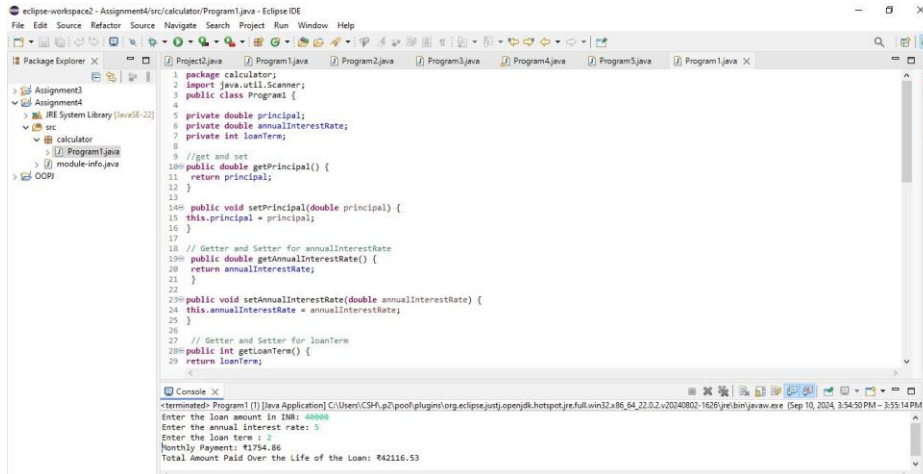 eclipse-workspace2 - Assignment4/src/calculator/Program1.java - Eclipse IDE
File Edit Source Refactor Source Navigate Search Project Run Window Help
Package Explorer
Project2.java Program1.java Program2.java Program3.java Program4.java Program5.java Program1.java
Assignment3
Assignment4
JRE System Library [JavaSE-22]
src
calculator
Program1.java
module-info.java
OOPJ
1 package calculator;
2 import java.util.Scanner;
3 public class Program1 {
4
5 private double principal;
6 private double annualInterestRate;
7 private int loanTerm;
8
9 //get and set
10 public double getPrincipal() {
11 return principal;
12 }
13
14 public void setPrincipal(double principal) {
15 this.principal = principal;
16 }
17
18 // Getter and Setter for annualInterestRate
19 public double getAnnualInterestRate() {
20 return annualInterestRate;
21 }
22
23 public void setAnnualInterestRate(double annualInterestRate) {
24 this.annualInterestRate = annualInterestRate;
25 }
26
27 // Getter and Setter for loanTerm
28 public int getLoanTerm() {
29 return loanTerm;
Console
<terminated> Program1 (1) [Java Application] C:\Users\CSH\.p2\pool\plugins\org.eclipse.justj.openjdk.hotspot.jre.full.win32.x86_64_22.0.2.v20240802-1626\jre\bin\javaw.exe (Sep 10, 2024, 3:54:50 PM – 3:55:14 PM)
Enter the loan amount in INR: 40000
Enter the annual interest rate: 5
Enter the loan term : 2
Monthly Payment: ₹1754.86
Total Amount Paid Over the Life of the Loan: ₹42116.53